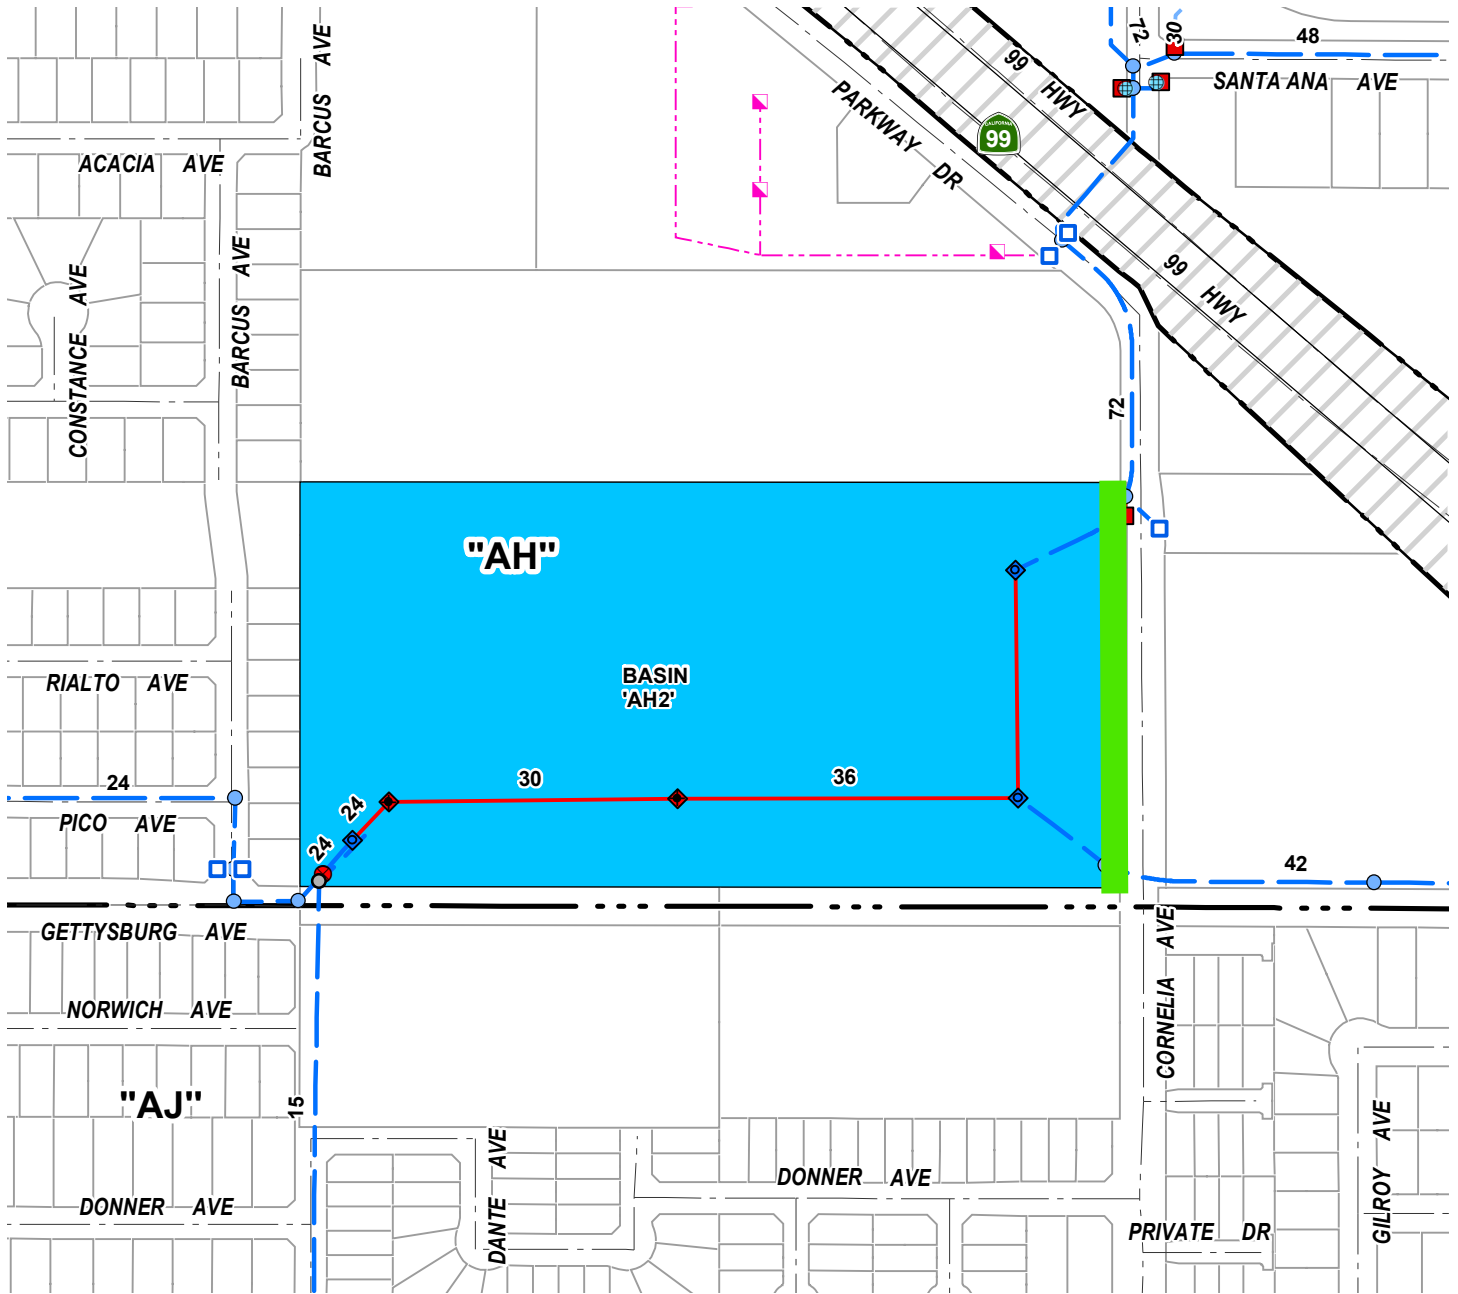 BARCUS AVE
72
30
48
SANTA ANA AVE
99 HWY
PARKWAY DR
CALIFORNIA
99
ACACIA AVE
BARCUS AVE
CONSTANCE AVE
99 HWY
72
"AH"
BASIN
'AH2'
RIALTO AVE
24
30
36
24
PICO AVE
24
42
GETTYSBURG AVE
CORNELIA AVE
NORWICH AVE
"AJ"
15
DANTE AVE
DONNER AVE
GILROY AVE
DONNER AVE
PRIVATE DR